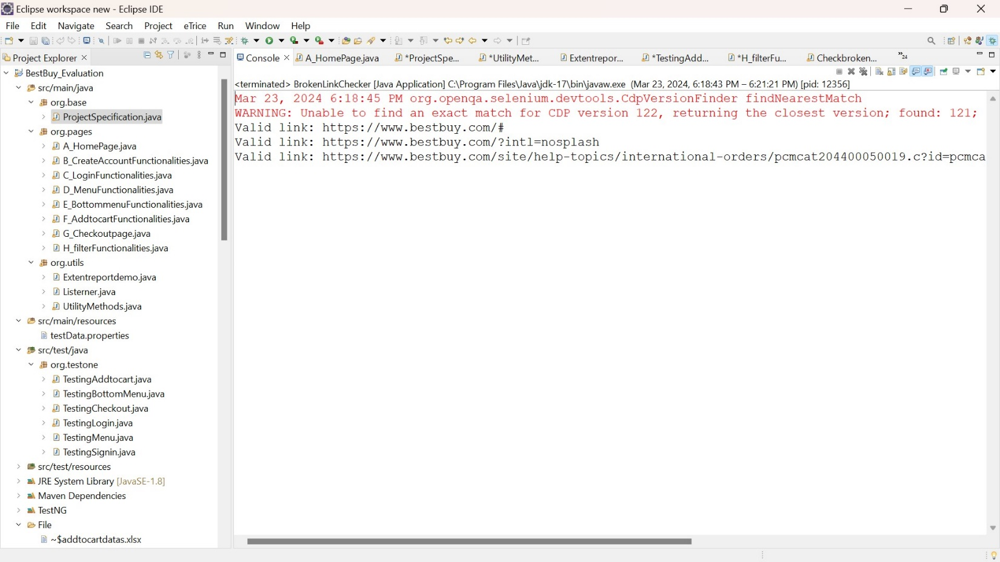 Eclipse workspace new - Eclipse IDE
File Edit Navigate Search Project eTrice Run Window Help
Project Explorer
BestBuy_Evaluation
src/main/java
org.base
ProjectSpecification.java
org.pages
A_HomePage.java
B_CreateAccountFunctionalities.java
C_LoginFunctionalities.java
D_MenuFunctionalities.java
E_BottommenuFunctionalities.java
F_AddtocartFunctionalities.java
G_Checkoutpage.java
H_filterFunctionalities.java
org.utils
Extentreportdemo.java
Listerner.java
UtilityMethods.java
src/main/resources
testData.properties
src/test/java
org.testone
TestingAddtocart.java
TestingBottomMenu.java
TestingCheckout.java
TestingLogin.java
TestingMenu.java
TestingSignin.java
src/test/resources
JRE System Library [JavaSE-1.8]
Maven Dependencies
TestNG
File
~$addtocartdatas.xlsx
Console A_HomePage.java *ProjectSpe... *UtilityMet... Extentrepor... *TestingAdd... *H_filterFu... Checkbroken... »24
<terminated> BrokenLinkChecker [Java Application] C:\Program Files\Java\jdk-17\bin\javaw.exe (Mar 23, 2024, 6:18:43 PM – 6:21:21 PM) [pid: 12356]
Mar 23, 2024 6:18:45 PM org.openqa.selenium.devtools.CdpVersionFinder findNearestMatch
WARNING: Unable to find an exact match for CDP version 122, returning the closest version; found: 121;
Valid link: https://www.bestbuy.com/#
Valid link: https://www.bestbuy.com/?intl=nosplash
Valid link: https://www.bestbuy.com/site/help-topics/international-orders/pcmcat204400050019.c?id=pcmca